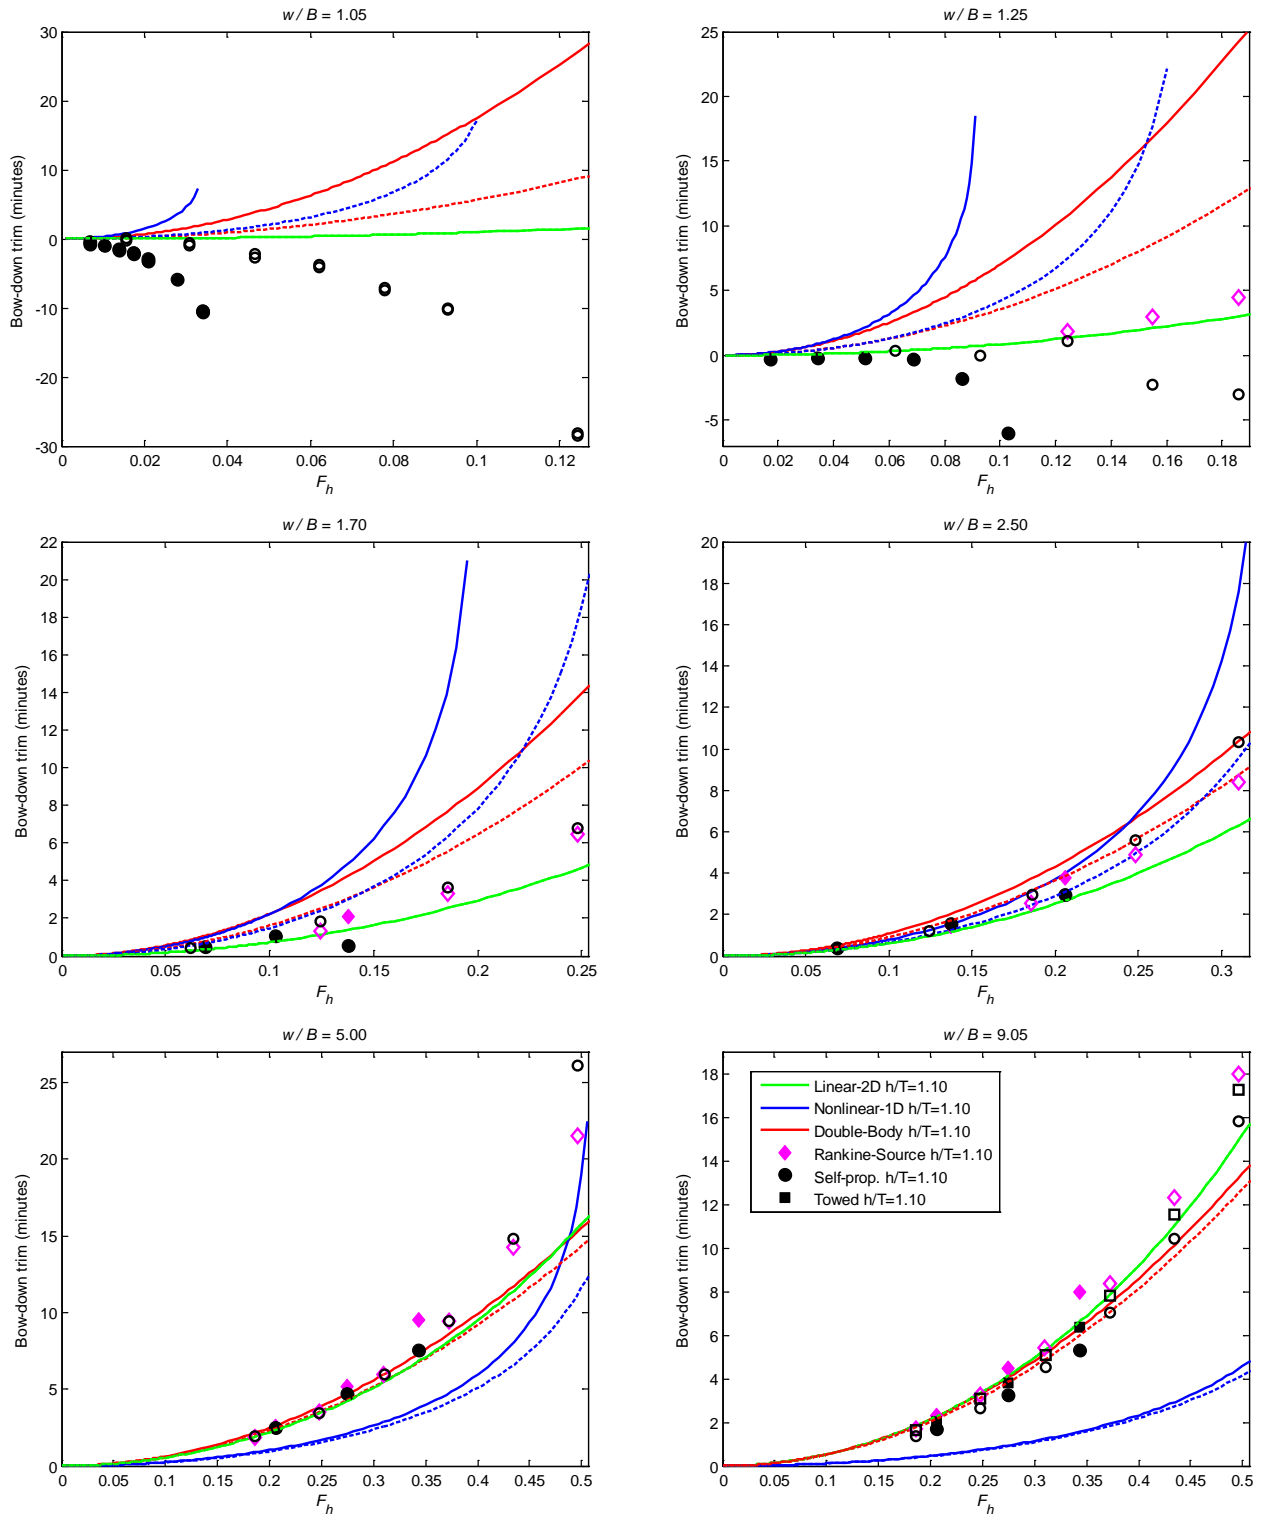 w / B = 1.05
Bow-down trim (minutes)
30
20
10
0
-10
-20
-30
0 0.02 0.04 0.06 0.08 0.1 0.12
F_h
w / B = 1.25
Bow-down trim (minutes)
25
20
15
10
5
0
-5
0.02 0.04 0.06 0.08 0.1 0.12 0.14 0.16 0.18
F_h
w / B = 1.70
Bow-down trim (minutes)
22
20
18
16
14
12
10
8
6
4
2
0
0 0.05 0.1 0.15 0.2 0.25
F_h
w / B = 2.50
Bow-down trim (minutes)
20
18
16
14
12
10
8
6
4
2
0
0 0.05 0.1 0.15 0.2 0.25 0.3
F_h
w / B = 5.00
Bow-down trim (minutes)
25
20
15
10
5
0
0 0.05 0.1 0.15 0.2 0.25 0.3 0.35 0.4 0.45 0.5
F_h
w / B = 9.05
Bow-down trim (minutes)
18
16
14
12
10
8
6
4
2
0
0 0.05 0.1 0.15 0.2 0.25 0.3 0.35 0.4 0.45 0.5
F_h
Linear-2D h/T=1.10
Nonlinear-1D h/T=1.10
Double-Body h/T=1.10
Rankine-Source h/T=1.10
Self-prop. h/T=1.10
Towed h/T=1.10